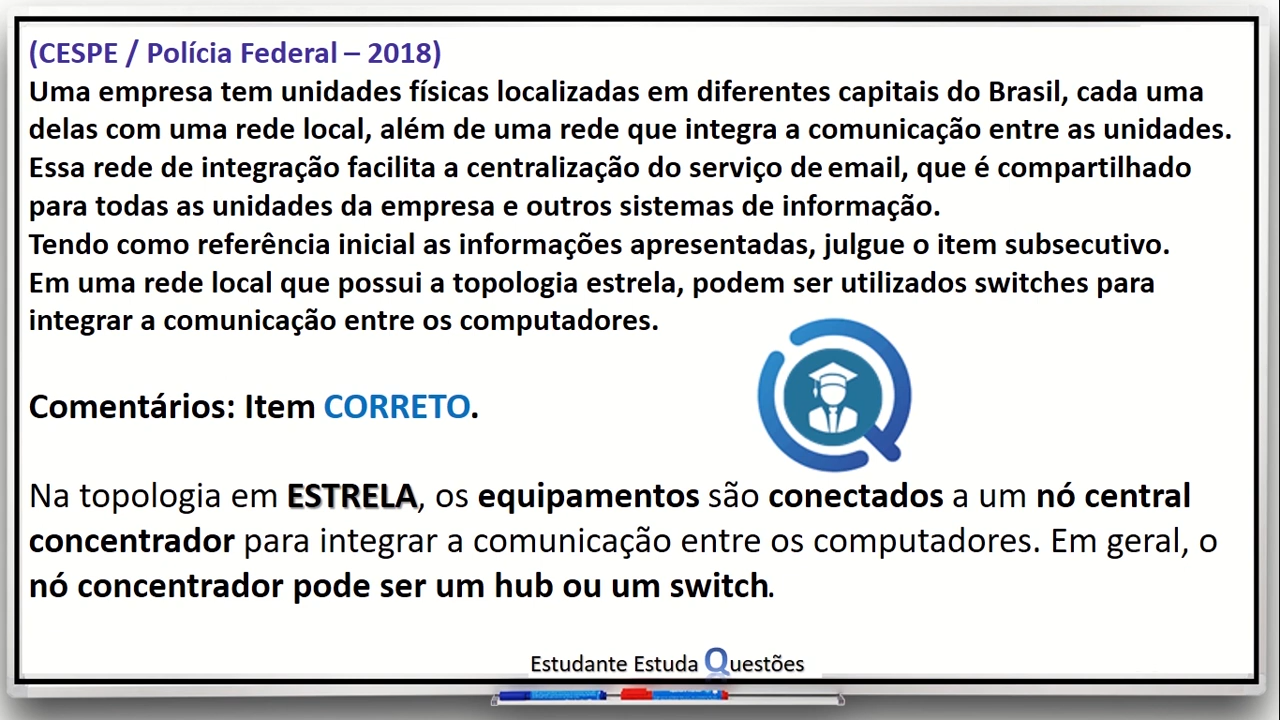 (CESPE / Polícia Federal – 2018)
Uma empresa tem unidades físicas localizadas em diferentes capitais do Brasil, cada uma
delas com uma rede local, além de uma rede que integra a comunicação entre as unidades.
Essa rede de integração facilita a centralização do serviço de email, que é compartilhado
para todas as unidades da empresa e outros sistemas de informação.
Tendo como referência inicial as informações apresentadas, julgue o item subsecutivo.
Em uma rede local que possui a topologia estrela, podem ser utilizados switches para
integrar a comunicação entre os computadores.
Comentários: Item CORRETO.
Na topologia em ESTRELA, os equipamentos são conectados a um nó central
concentrador para integrar a comunicação entre os computadores. Em geral, o
nó concentrador pode ser um hub ou um switch.
Estudante Estuda Questões